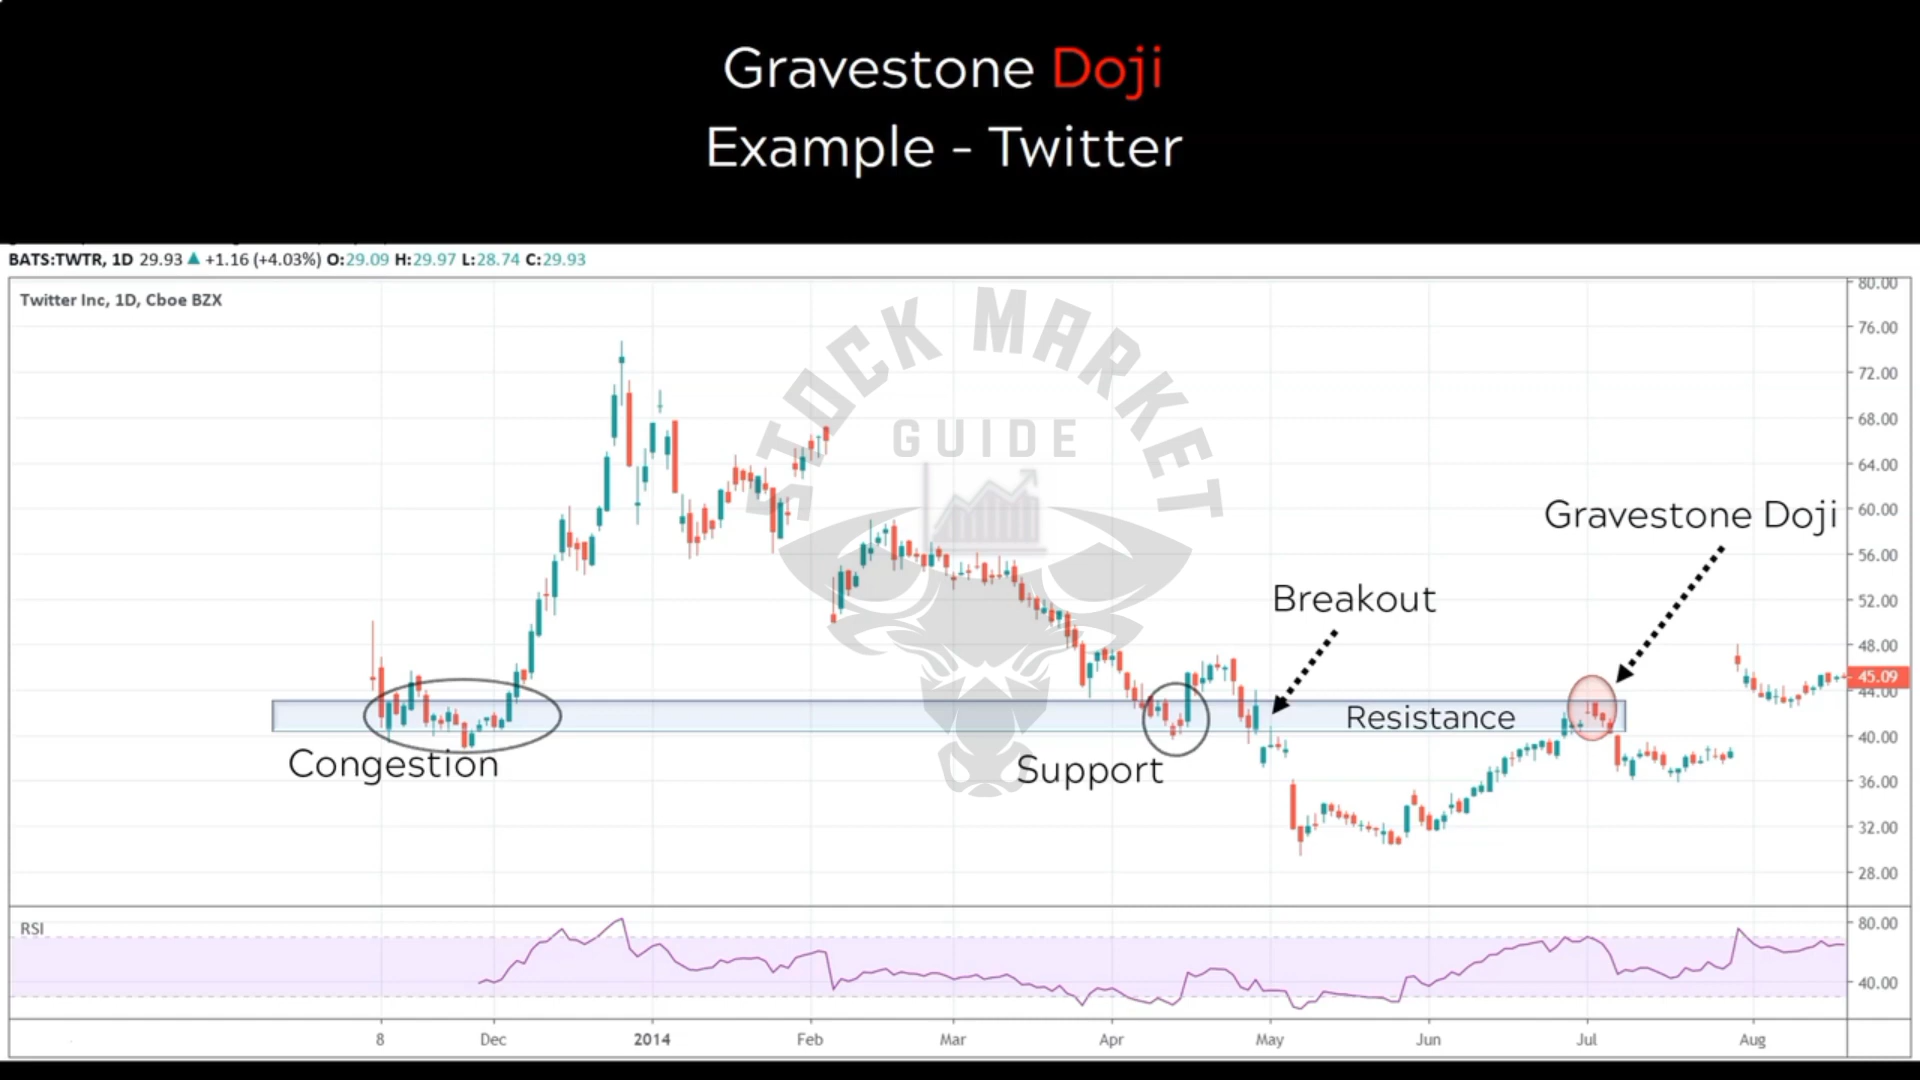 Gravestone Doji
Example - Twitter
BATS:TWTR, 1D 29.93 ▲ +1.16 (+4.03%) O:29.09 H:29.97 L:28.74 C:29.93
Twitter Inc, 1D, Cboe BZX
STOCK MARKET
GUIDE
80.00
76.00
72.00
68.00
64.00
60.00
56.00
52.00
48.00
45.09
44.00
40.00
36.00
32.00
28.00
Gravestone Doji
Breakout
Resistance
Congestion
Support
RSI
80.00
40.00
8 Dec 2014 Feb Mar Apr May Jun Jul Aug